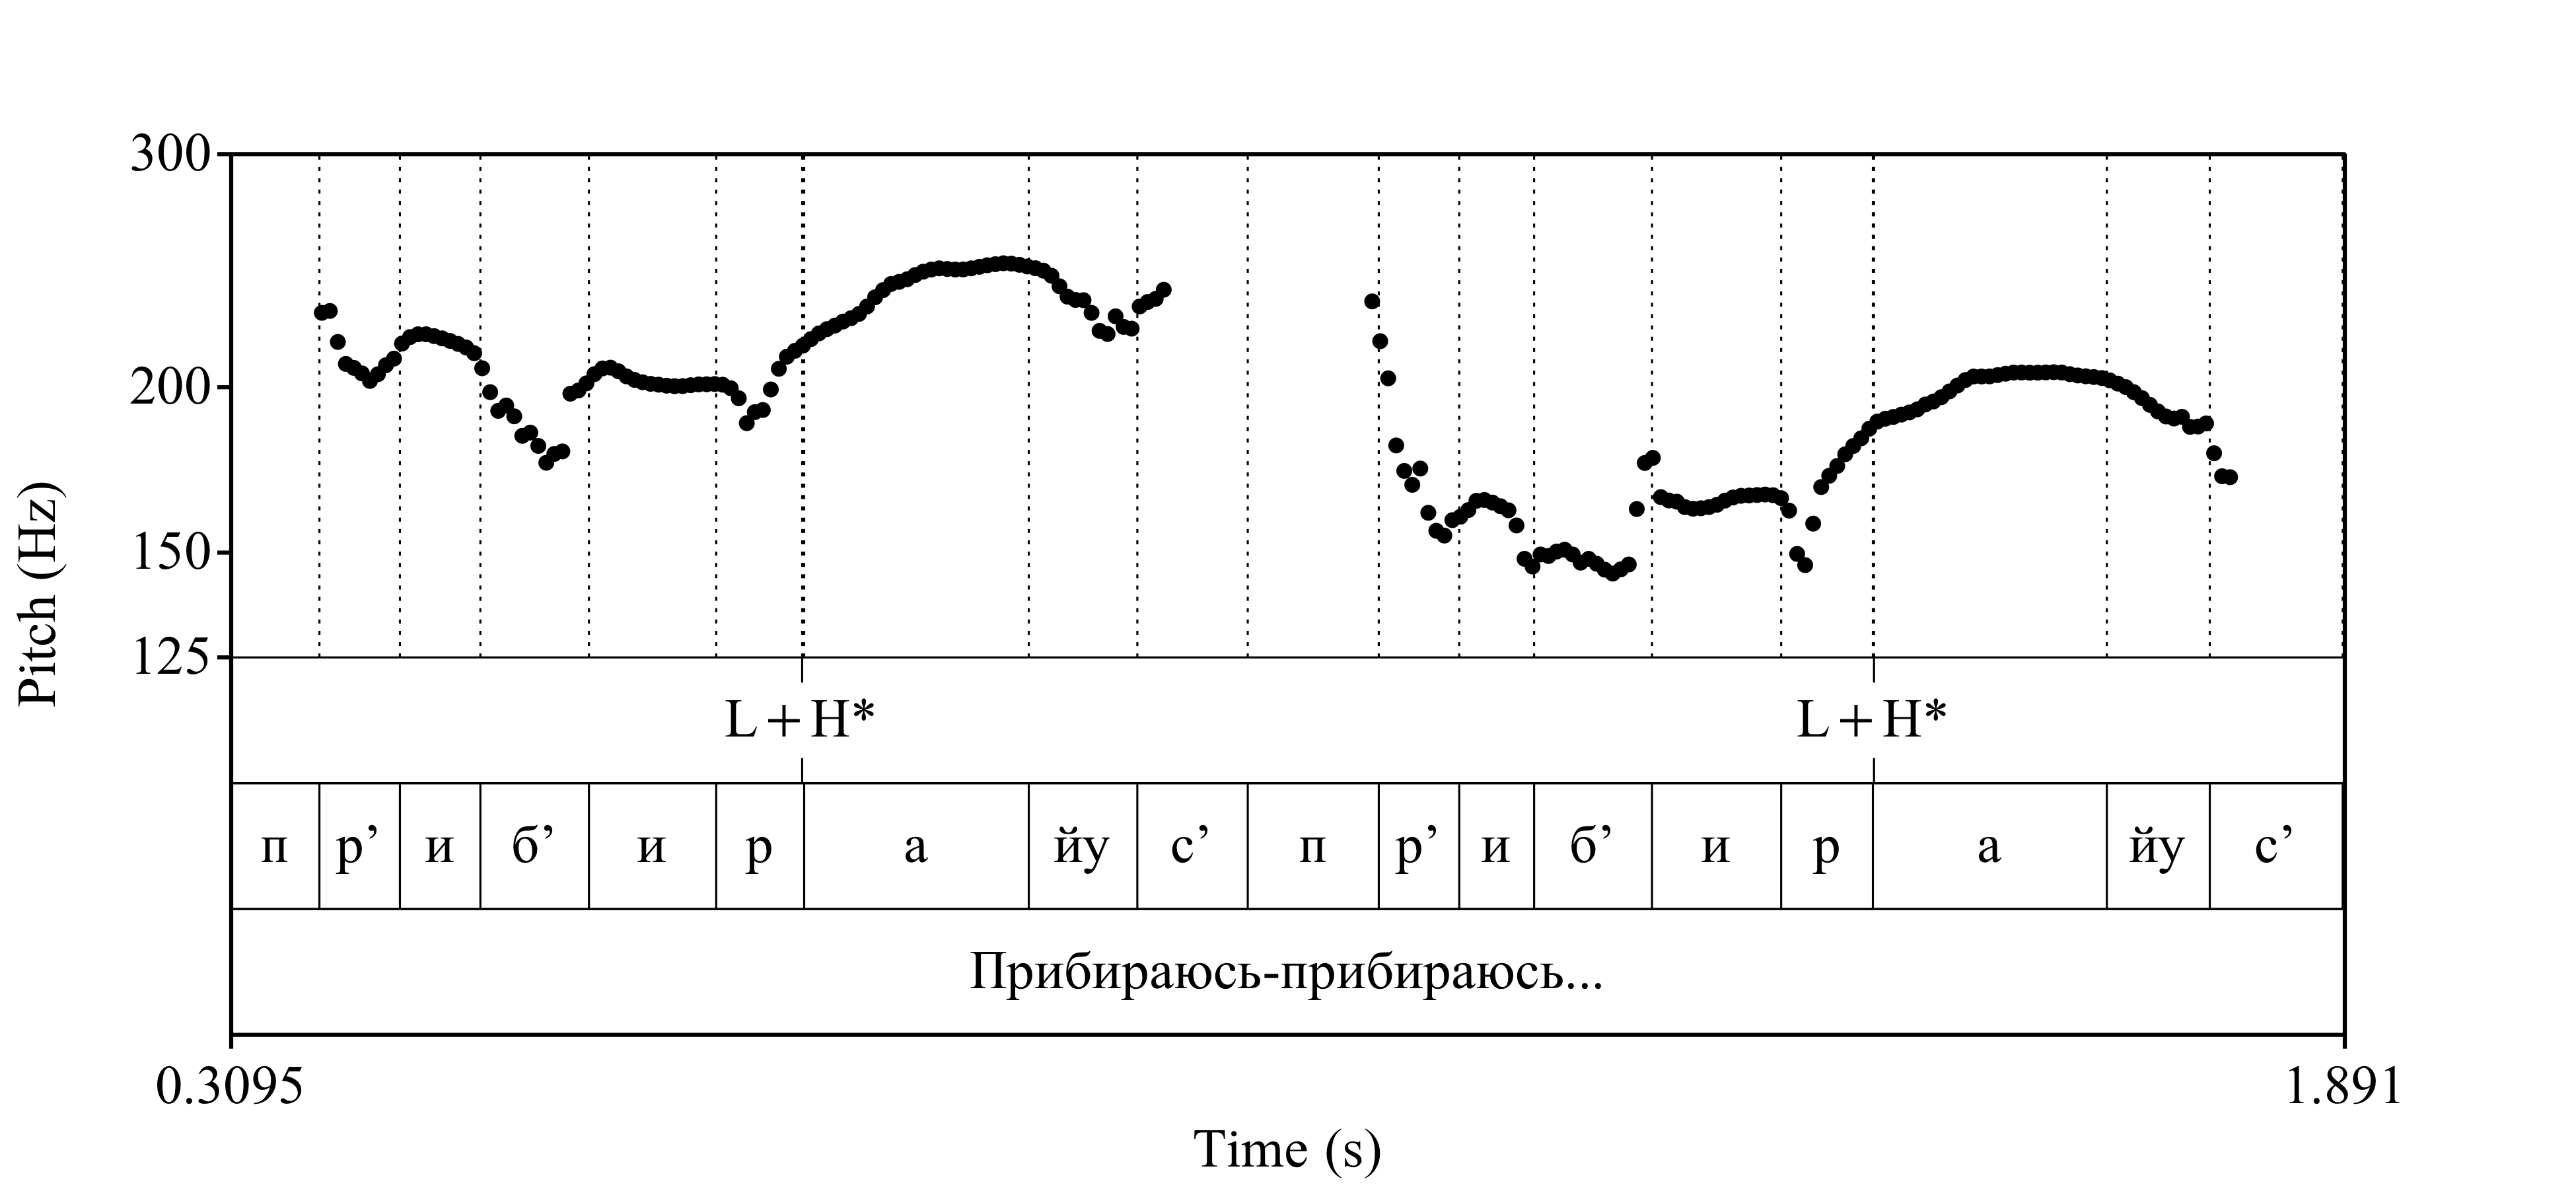 300
200
150
125
Pitch (Hz)
L+H* L+H*
п р’ и б’ и р а йу с’ п р’ и б’ и р а йу с’
Прибираюсь-прибираюсь...
0.3095 1.891
Time (s)